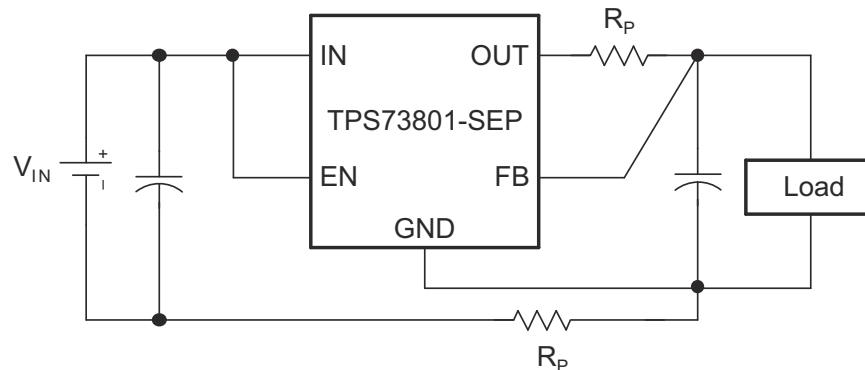 R_P
IN
OUT
TPS73801-SEP
V_IN
+
EN
FB
Load
I
GND
R_P